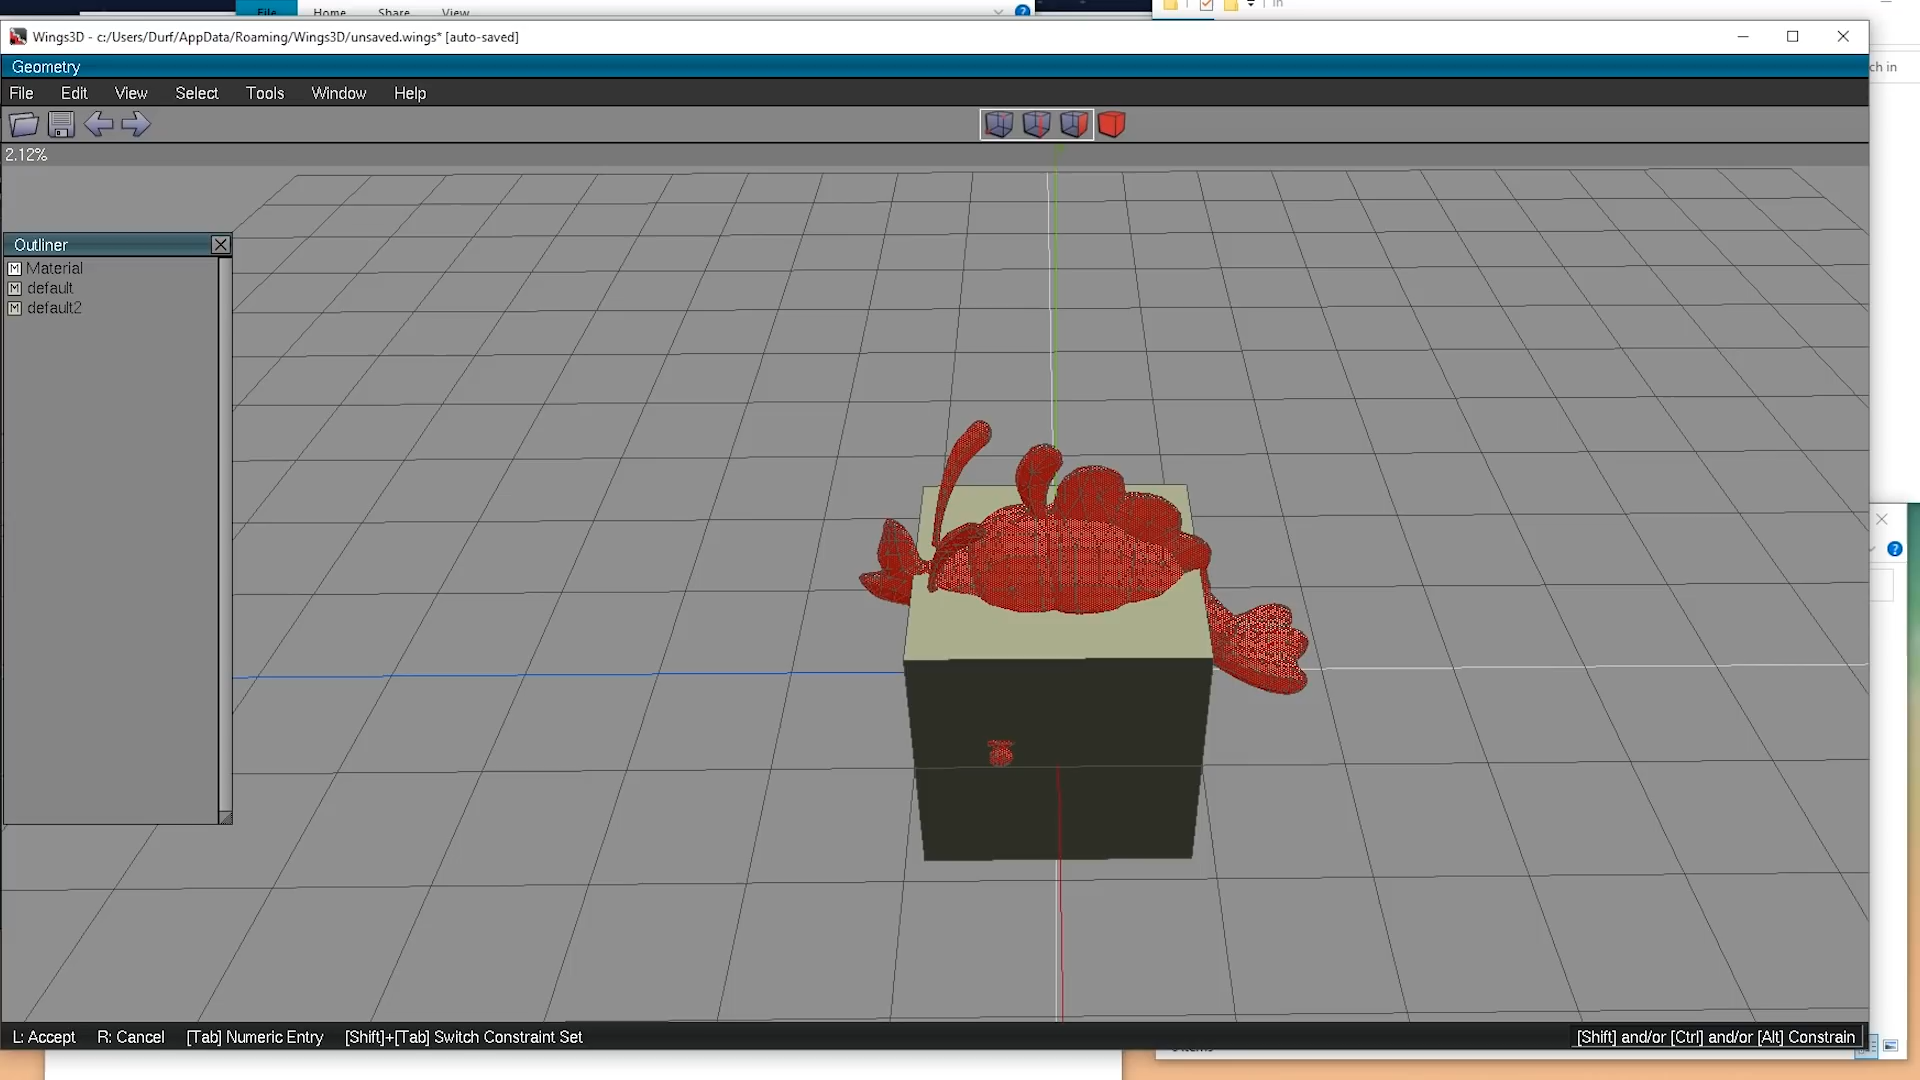 File Home Share View
in
Wings3D - c:/Users/Durf/AppData/Roaming/Wings3D/unsaved.wings* [auto-saved]
Geometry
ch in
File Edit View Select Tools Window Help
2.12%
Outliner
M Material
M default
M default2
L: Accept R: Cancel [Tab] Numeric Entry [Shift]+[Tab] Switch Constraint Set
[Shift] and/or [Ctrl] and/or [Alt] Constrain